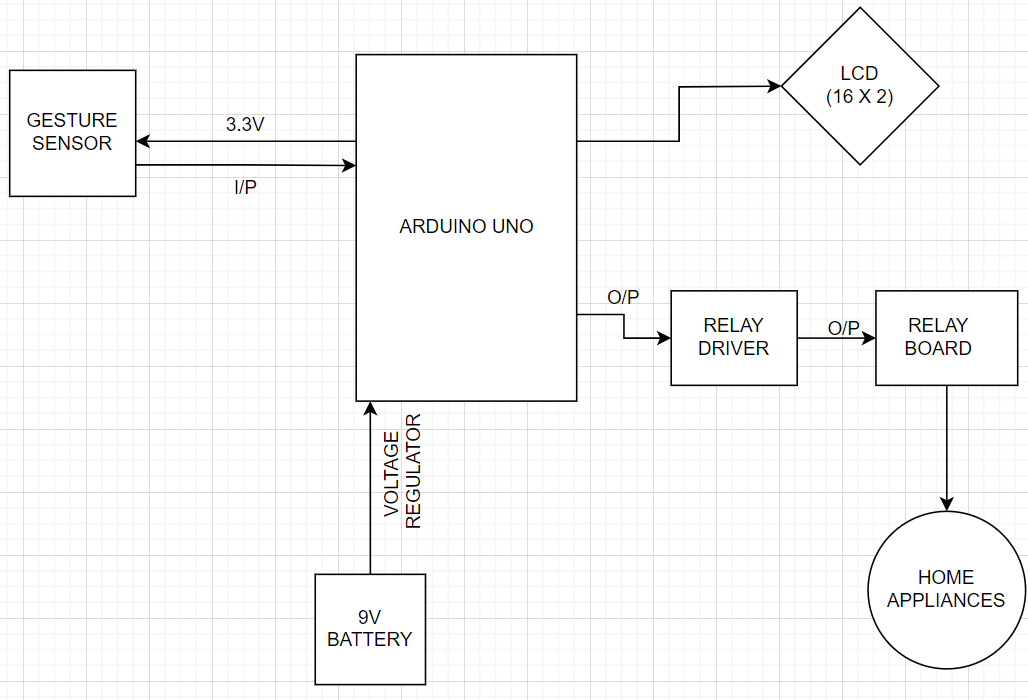 GESTURE
SENSOR
3.3V
I/P
ARDUINO UNO
LCD
(16 X 2)
O/P
RELAY
DRIVER
O/P
RELAY
BOARD
VOLTAGE
REGULATOR
9V
BATTERY
HOME
APPLIANCES